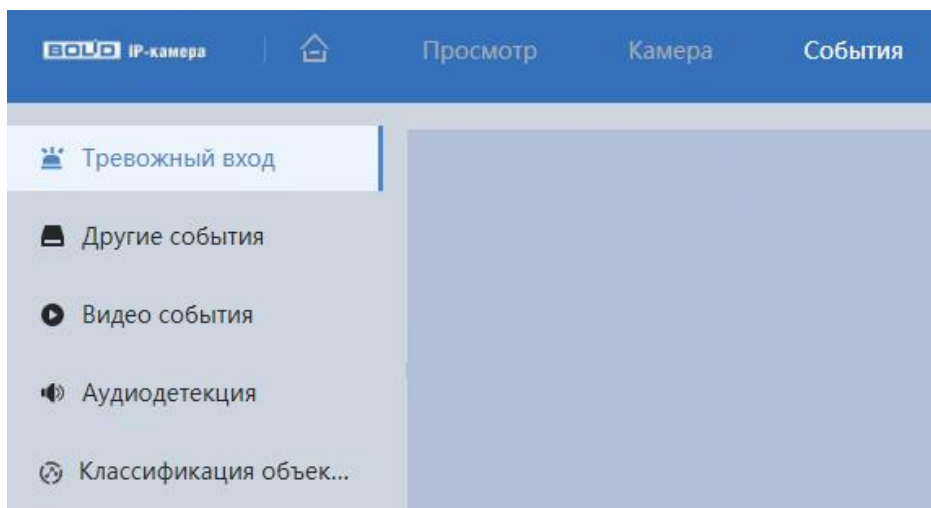 BOLID IP-камера Просмотр Камера События
Тревожный вход
Другие события
Видео события
Аудиодетекция
Классификация объек...